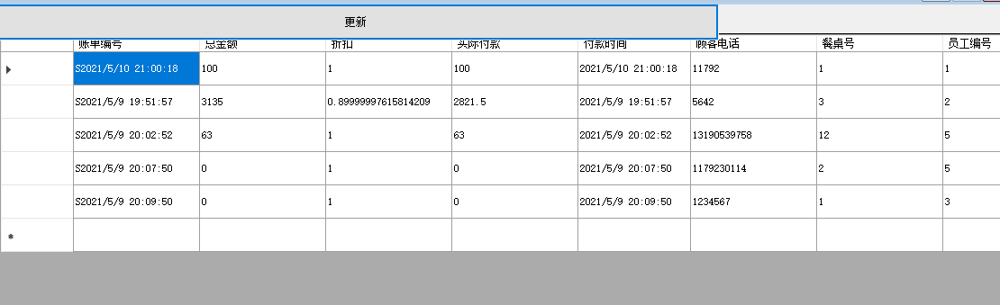 更新
账单编号 总金额 折扣 实际付款 付款时间 顾客电话 餐桌号 员工编号
S2021/5/10 21:00:18 100 1 100 2021/5/10 21:00:18 11792 1 1
S2021/5/9 19:51:57 3135 0.89999997615814209 2821.5 2021/5/9 19:51:57 5642 3 2
S2021/5/9 20:02:52 63 1 63 2021/5/9 20:02:52 13190539758 12 5
S2021/5/9 20:07:50 0 1 0 2021/5/9 20:07:50 1179230114 2 5
S2021/5/9 20:09:50 0 1 0 2021/5/9 20:09:50 1234567 1 3